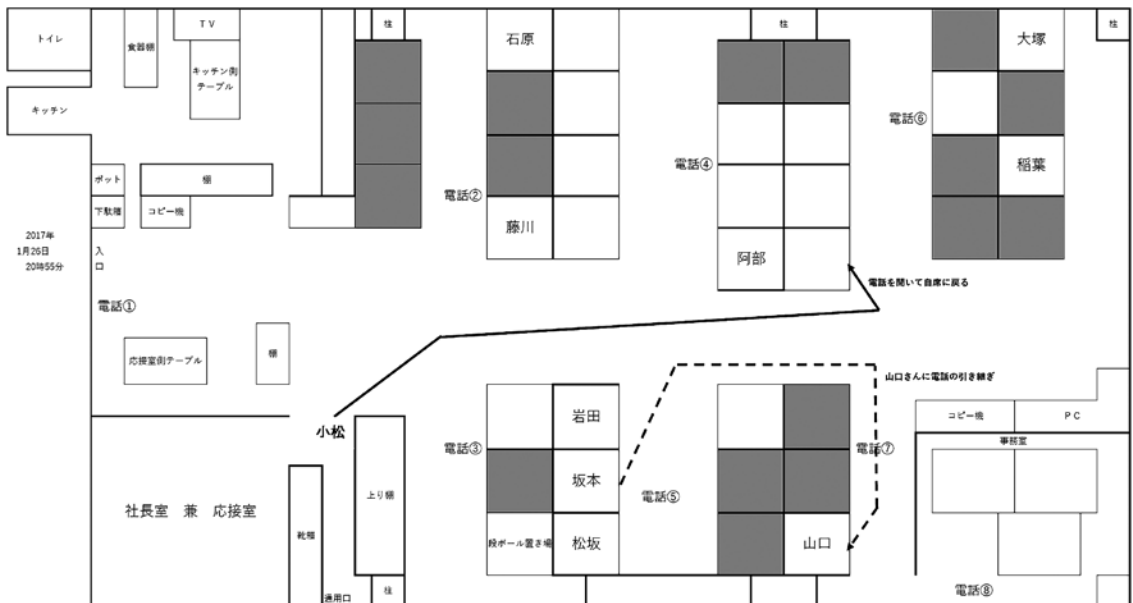 トイレ
食器棚
TV
キッチン側
テーブル
柱
石原
柱
大塚
柱
キッチン
電話⑥
電話④
稲葉
ポット
棚
電話②
下駄箱
コピー機
藤川
2017年
1月26日
20時55分
入
口
阿部
電話を聞いて自席に戻る
電話①
応接室側テーブル
棚
山口さんに電話の引き継ぎ
小松
岩田
コピー機
PC
事務室
電話③
電話⑦
坂本
電話⑤
上り棚
社長室 兼 応接室
靴箱
段ボール置き場
松坂
山口
通用口
柱
電話⑧